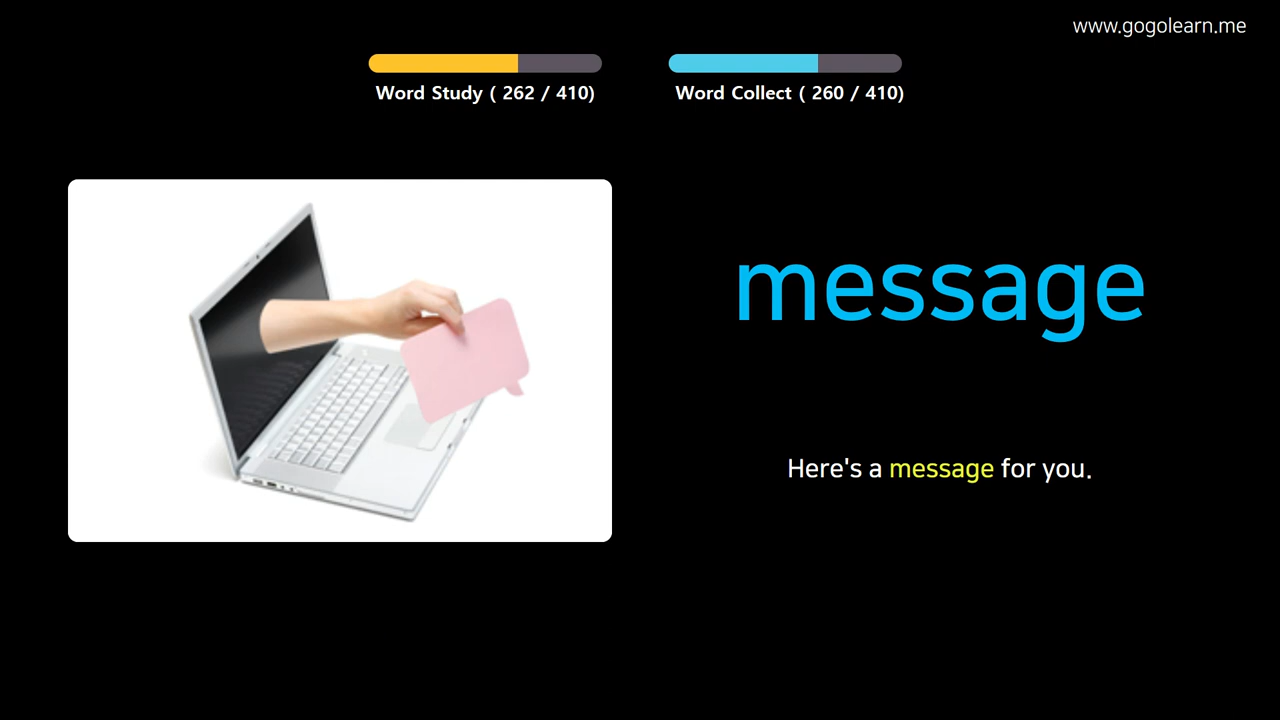 www.gogolearn.me
Word Study ( 262 / 410)
Word Collect ( 260 / 410)
message
Here's a message for you.